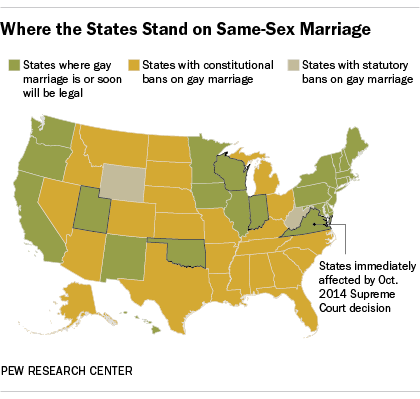 Where the States Stand on Same-Sex Marriage
States where gay
marriage is or soon
will be legal
States with constitutional
bans on gay marriage
States with statutory
bans on gay marriage
States immediately
affected by Oct.
2014 Supreme
Court decision
PEW RESEARCH CENTER